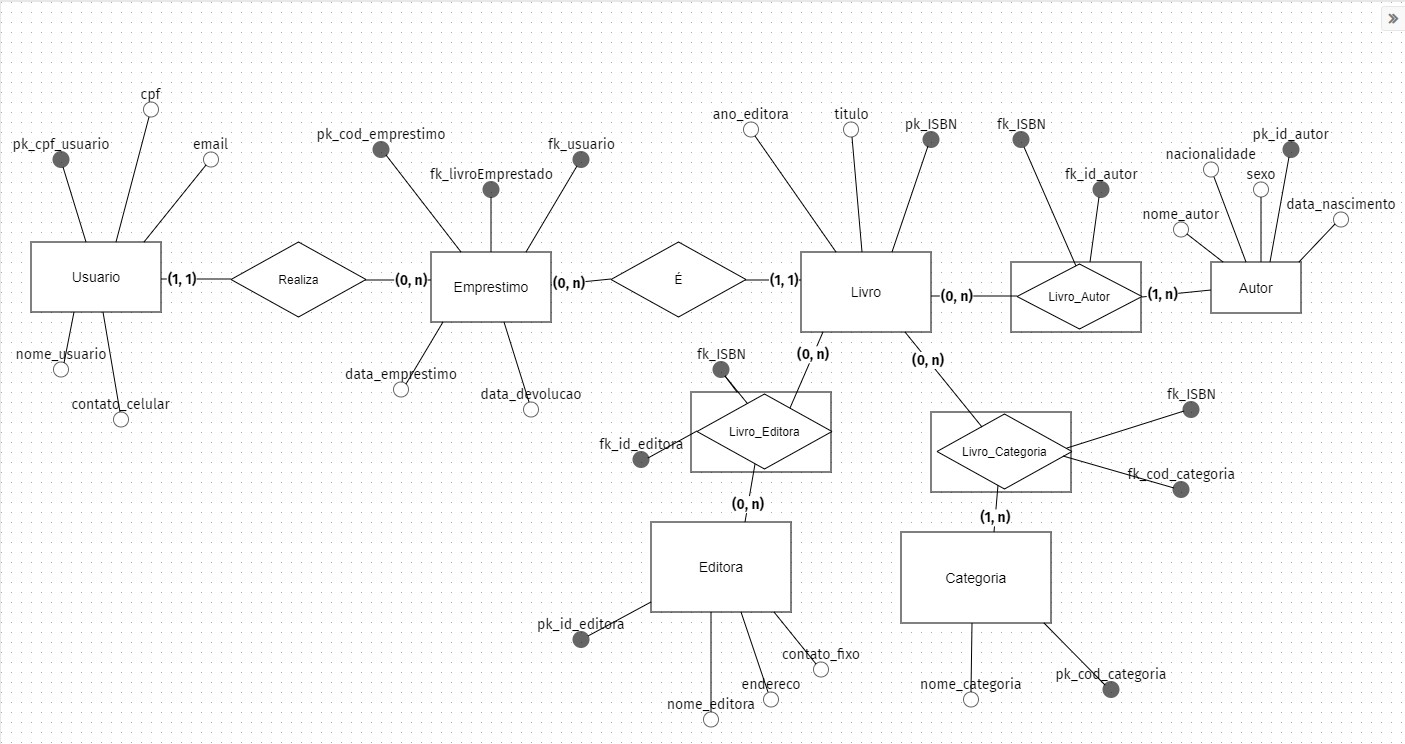 cpf
pk_cpf_usuario
email
Usuario
nome_usuario
contato_celular
(1, 1)
Realiza
(0, n)
pk_cod_emprestimo
fk_livroEmprestado
fk_usuario
Emprestimo
data_emprestimo
data_devolucao
(0, n)
É
(1, 1)
ano_editora
titulo
pk_ISBN
Livro
(0, n)
fk_ISBN
fk_id_autor
Livro_Autor
(1, n)
nome_autor
nacionalidade
sexo
pk_id_autor
data_nascimento
Autor
(0, n)
fk_ISBN
fk_id_editora
Livro_Editora
(0, n)
Editora
pk_id_editora
nome_editora
endereco
contato_fixo
(0, n)
Livro_Categoria
fk_ISBN
fk_cod_categoria
(1, n)
Categoria
nome_categoria
pk_cod_categoria